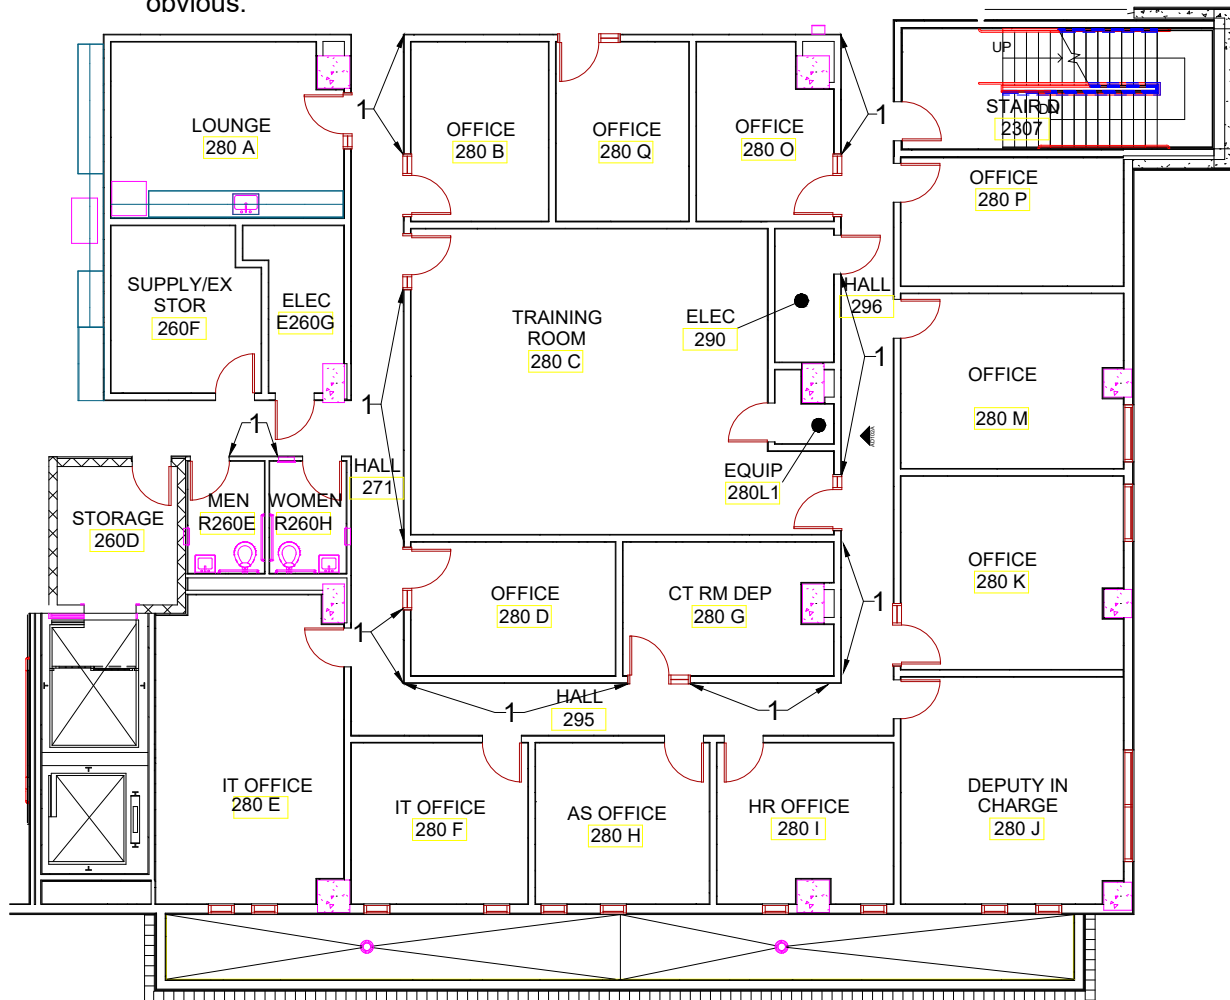 obvious.
UP
STAIR D
DN
2307
LOUNGE
280 A
OFFICE
280 B
OFFICE
280 Q
OFFICE
280 O
1
1
OFFICE
280 P
SUPPLY/EX
STOR
260F
ELEC
E260G
TRAINING
ROOM
280 C
ELEC
290
HALL
296
1
1
1
OFFICE
280 M
EQUIP
280L1
HALL
271
STORAGE
260D
MEN
R260E
WOMEN
R260H
OFFICE
280 K
OFFICE
280 D
CT RM DEP
280 G
1
1
1
1
HALL
295
IT OFFICE
280 E
IT OFFICE
280 F
AS OFFICE
280 H
HR OFFICE
280 I
DEPUTY IN
CHARGE
280 J